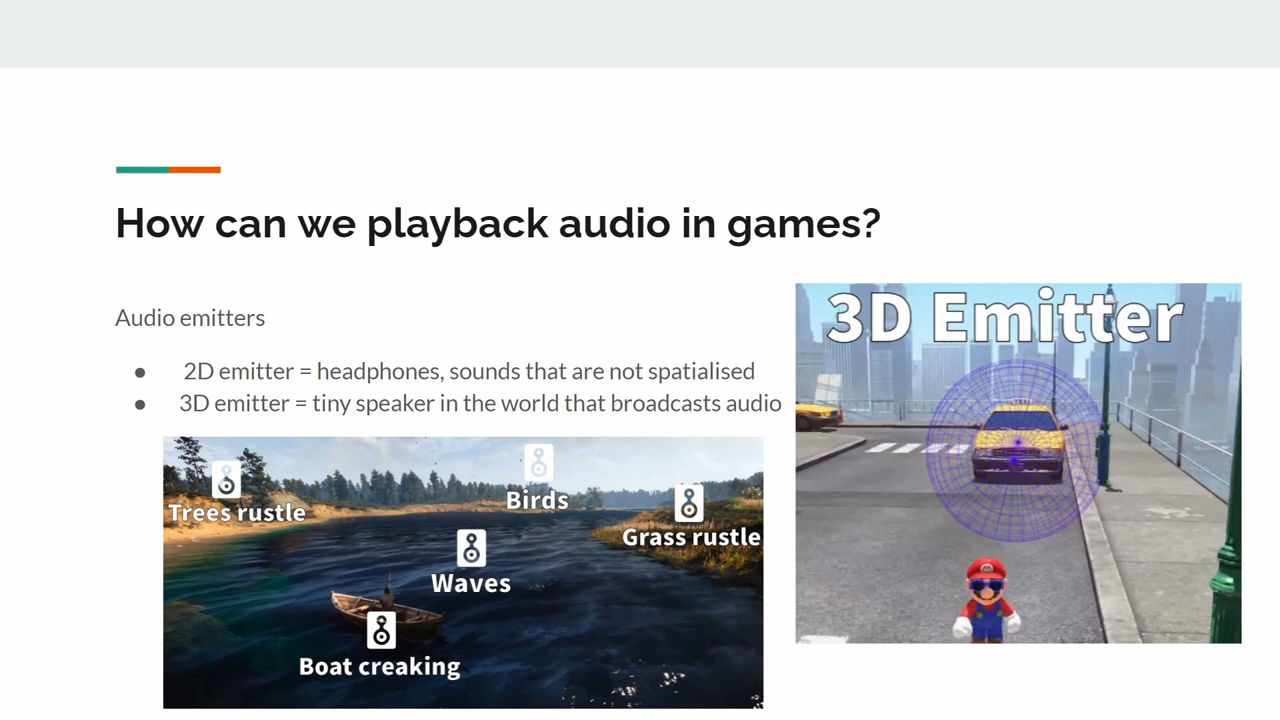 How can we playback audio in games?
Audio emitters
● 2D emitter = headphones, sounds that are not spatialised
● 3D emitter = tiny speaker in the world that broadcasts audio
3D Emitter
TAXI
Trees rustle
Birds
Grass rustle
Waves
Boat creaking